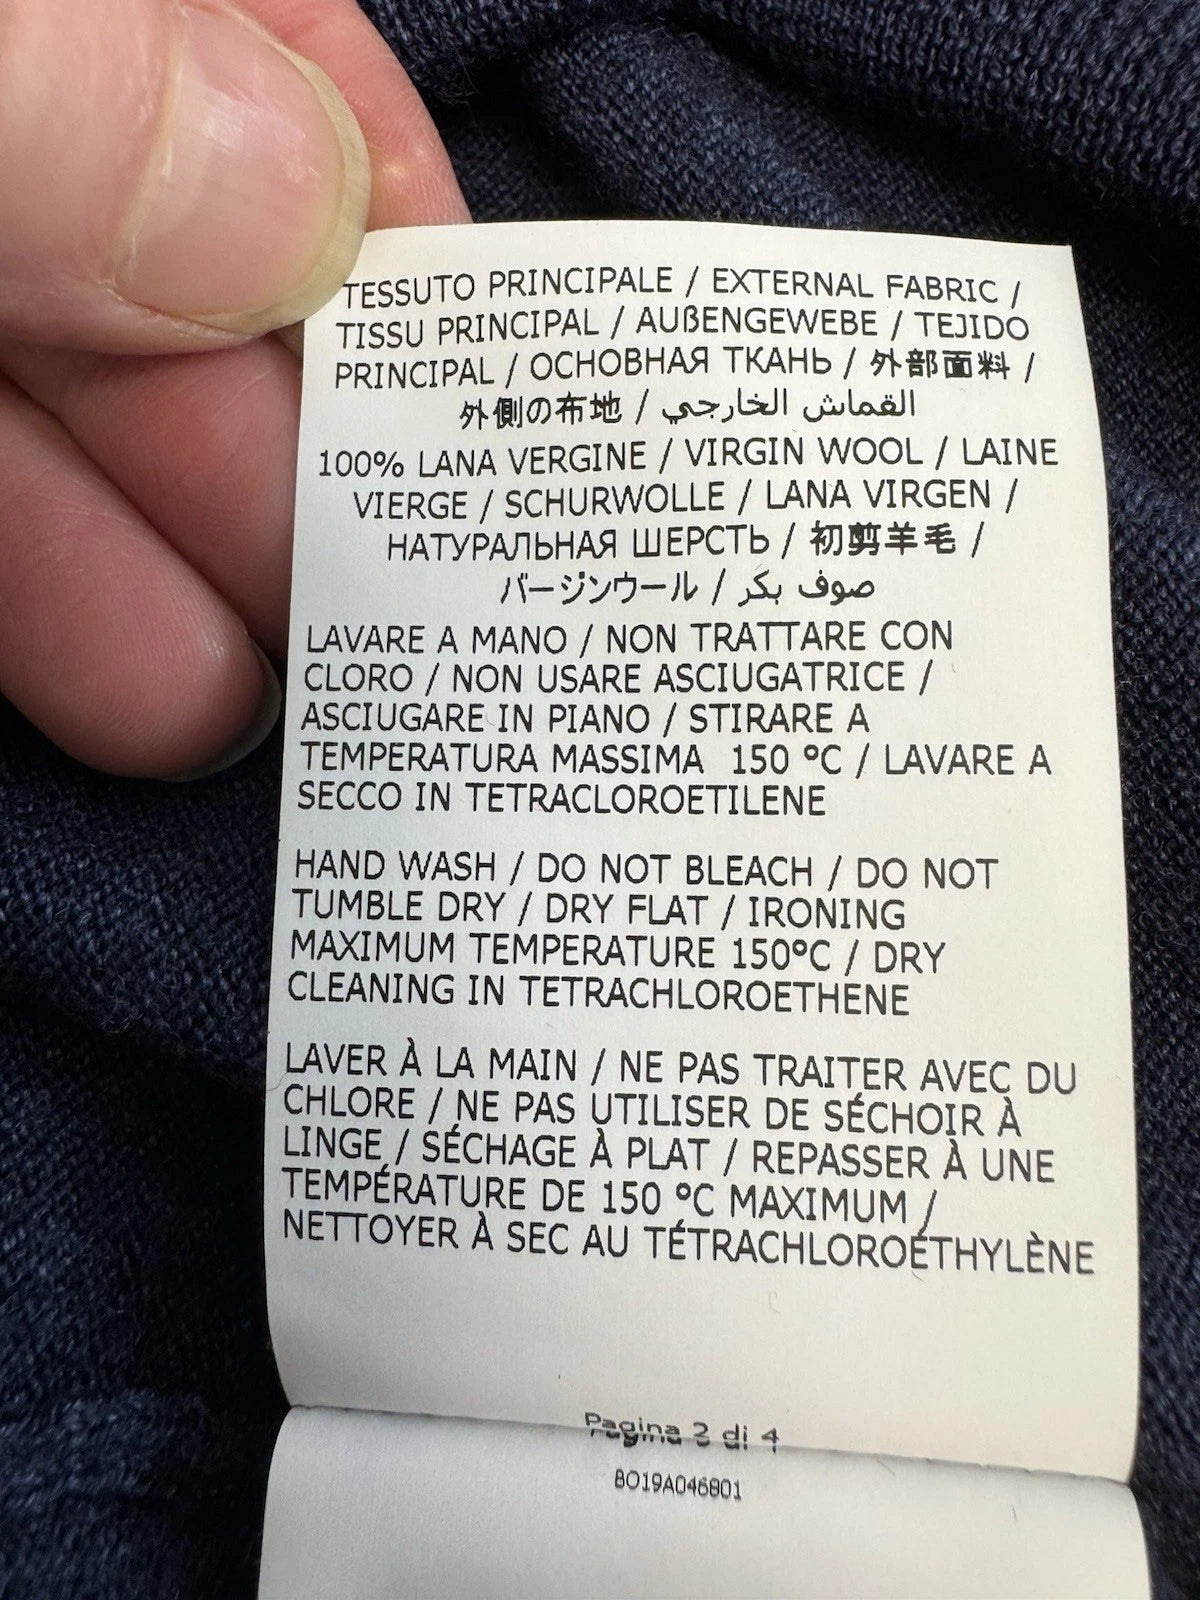 TESSUTO PRINCIPALE / EXTERNAL FABRIC /
TISSU PRINCIPAL / AUßENGEWEBE / TEJIDO
PRINCIPAL / ОСНОВНАЯ ТКАНЬ / 外部面料 /
外側の布地 / القماش الخارجي
100% LANA VERGINE / VIRGIN WOOL / LAINE
VIERGE / SCHURWOLLE / LANA VIRGEN /
НАТУРАЛЬНАЯ ШЕРСТЬ / 初剪羊毛 /
バージンウール / صوف بكر
LAVARE A MANO / NON TRATTARE CON
CLORO / NON USARE ASCIUGATRICE /
ASCIUGARE IN PIANO / STIRARE A
TEMPERATURA MASSIMA 150 ºC / LAVARE A
SECCO IN TETRACLOROETILENE
HAND WASH / DO NOT BLEACH / DO NOT
TUMBLE DRY / DRY FLAT / IRONING
MAXIMUM TEMPERATURE 150ºC / DRY
CLEANING IN TETRACHLOROETHENE
LAVER À LA MAIN / NE PAS TRAITER AVEC DU
CHLORE / NE PAS UTILISER DE SÉCHOIR À
LINGE / SÉCHAGE À PLAT / REPASSER À UNE
TEMPÉRATURE DE 150 ºC MAXIMUM /
NETTOYER À SEC AU TÉTRACHLOROÉTHYLÈNE
Pagina 2 di 4
BO19A046801